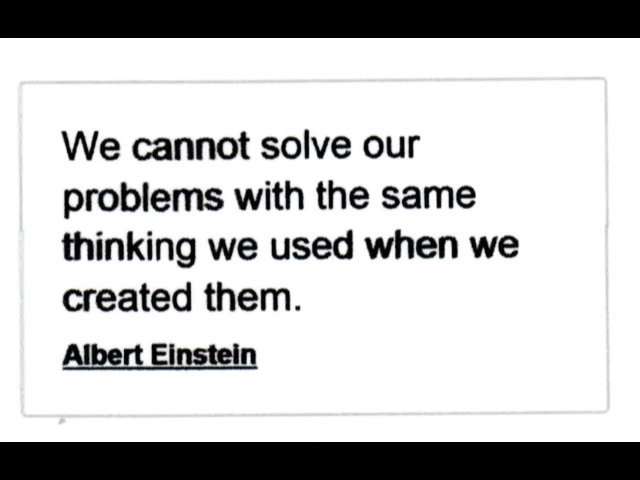 We cannot solve our
problems with the same
thinking we used when we
created them.
Albert Einstein